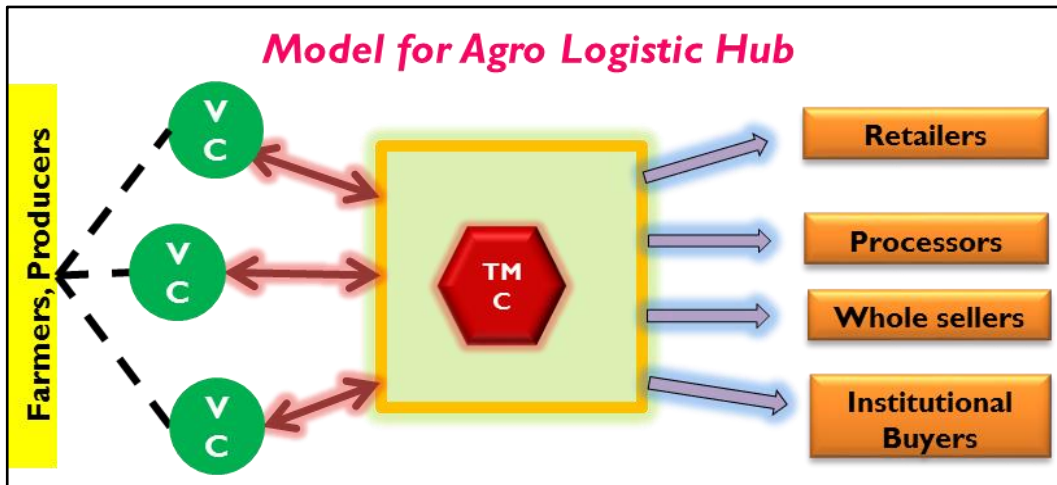 Model for Agro Logistic Hub
Farmers, Producers
V
C
V
C
V
C
TM
C
Retailers
Processors
Whole sellers
Institutional
Buyers